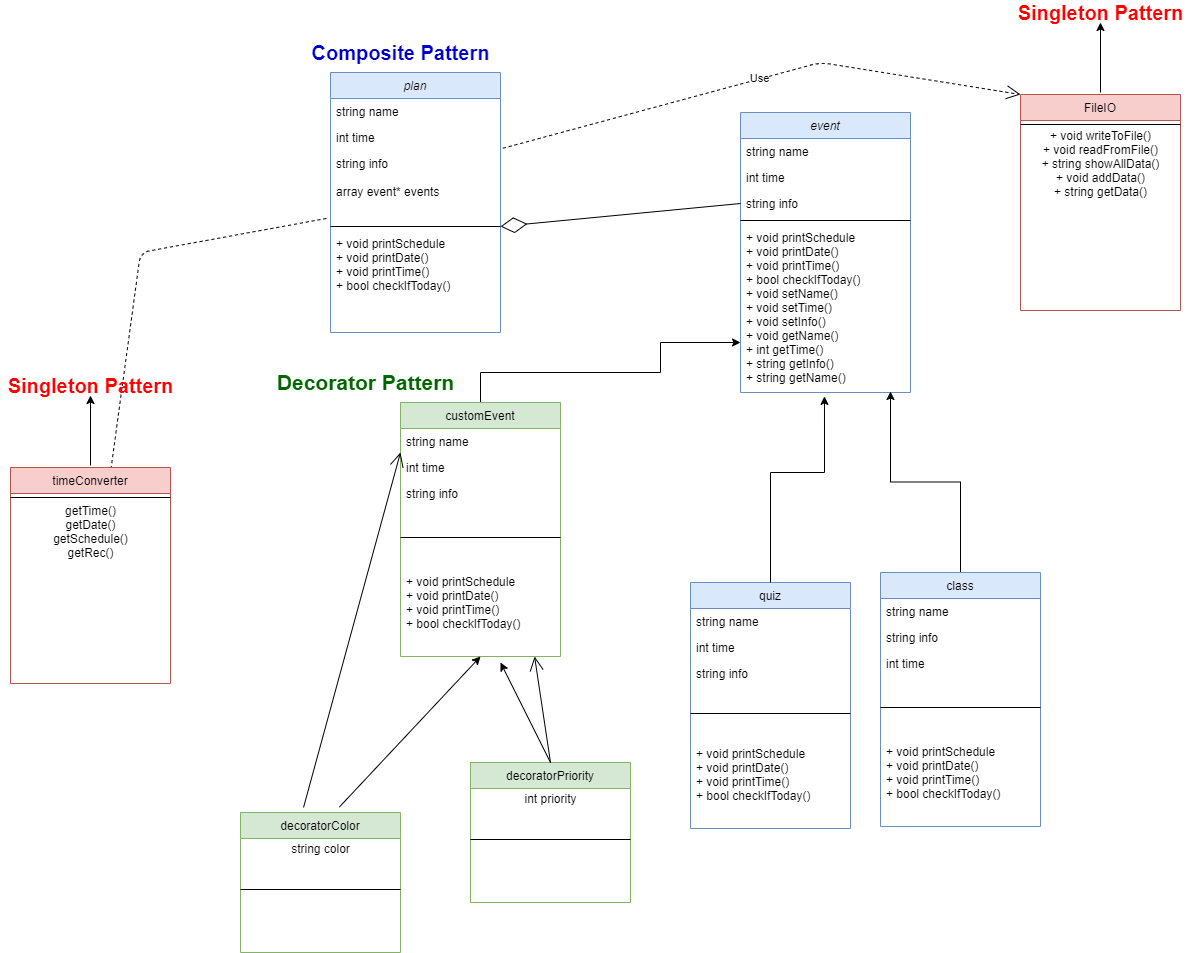 Singleton Pattern
Composite Pattern
plan
string name
int time
string info
array event* events
+ void printSchedule
+ void printDate()
+ void printTime()
+ bool checkIfToday()
Use
event
string name
int time
string info
+ void printSchedule
+ void printDate()
+ void printTime()
+ bool checkIfToday()
+ void setName()
+ void setTime()
+ void setInfo()
+ void getName()
+ int getTime()
+ string getInfo()
+ string getName()
FileIO
+ void writeToFile()
+ void readFromFile()
+ string showAllData()
+ void addData()
+ string getData()
Singleton Pattern
timeConverter
getTime()
getDate()
getSchedule()
getRec()
Decorator Pattern
customEvent
string name
int time
string info
+ void printSchedule
+ void printDate()
+ void printTime()
+ bool checkIfToday()
quiz
string name
int time
string info
+ void printSchedule
+ void printDate()
+ void printTime()
+ bool checkIfToday()
class
string name
string info
int time
+ void printSchedule
+ void printDate()
+ void printTime()
+ bool checkIfToday()
decoratorPriority
int priority
decoratorColor
string color